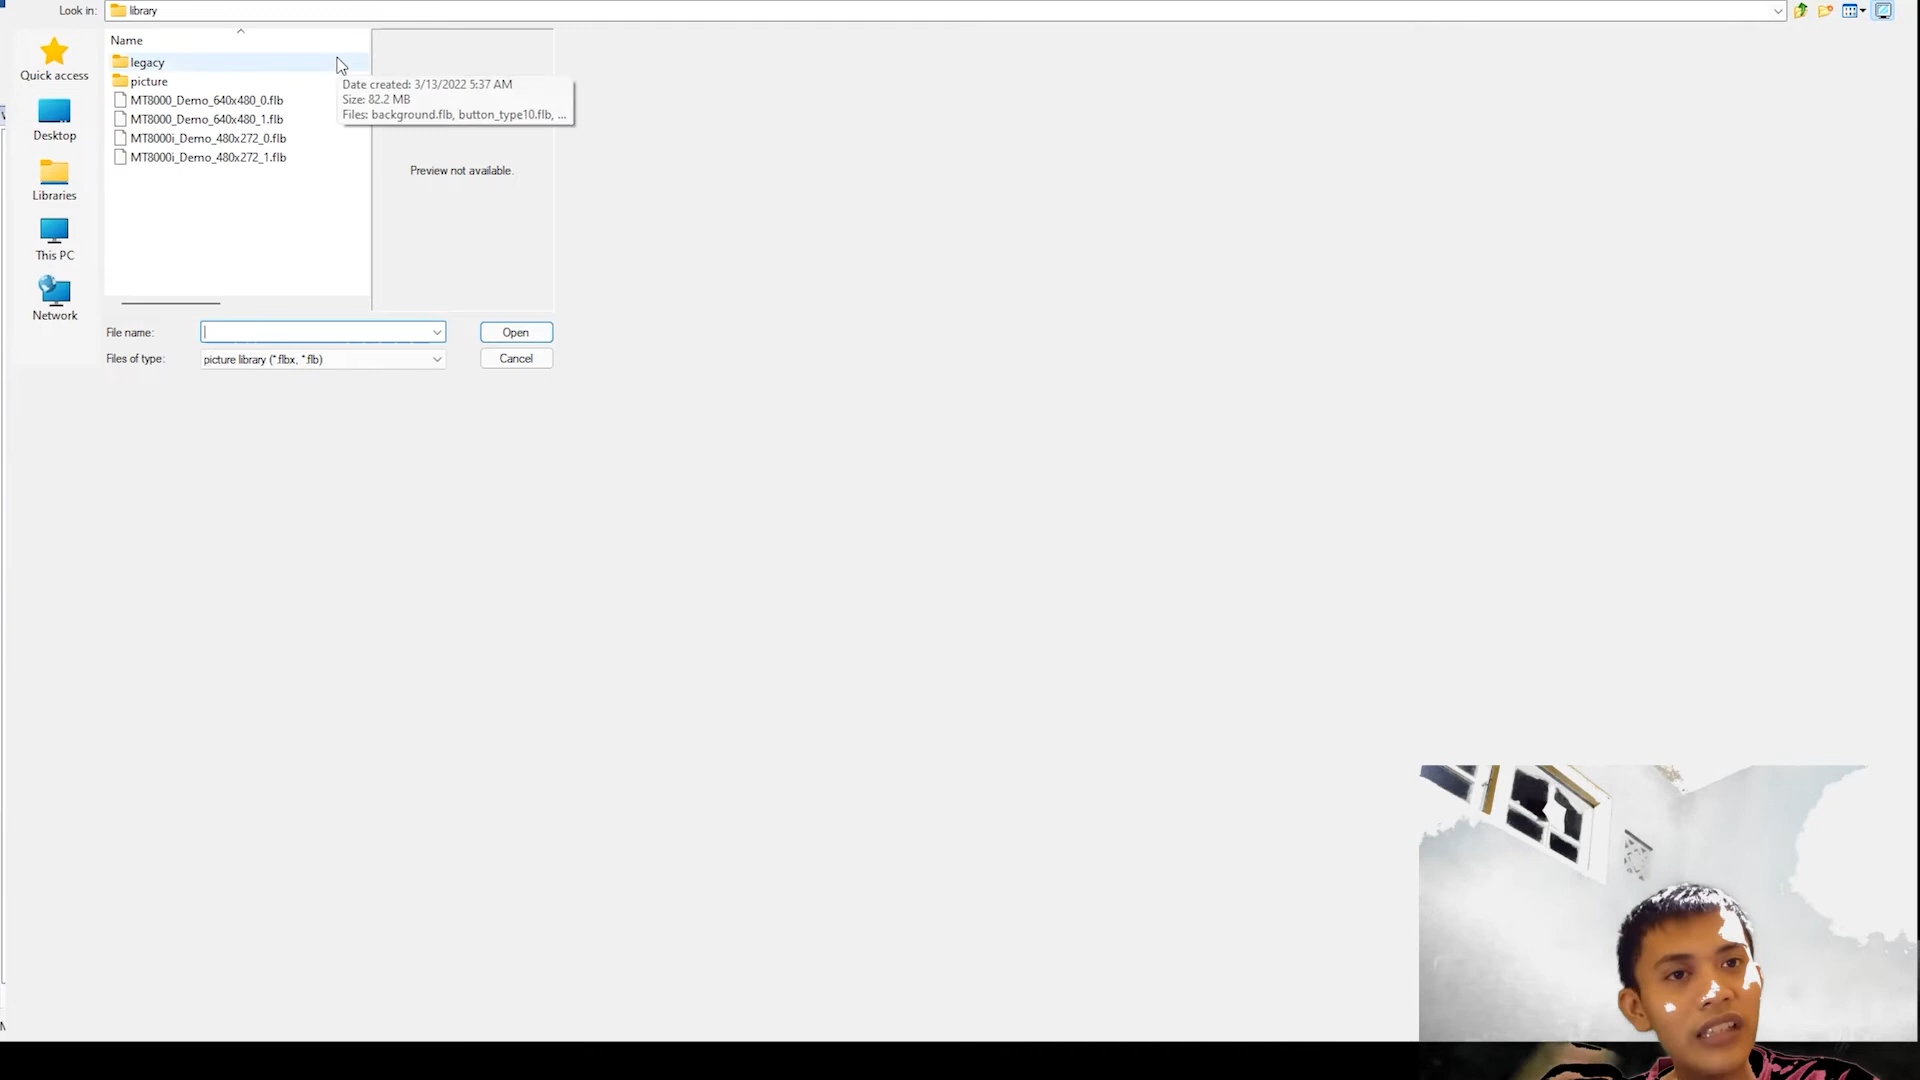 Look in:
library
Name
Quick access
legacy
picture
Date created: 3/13/2022 5:37 AM
Size: 82.2 MB
Files: background.flb, button_type10.flb, ...
MT8000_Demo_640x480_0.flb
MT8000_Demo_640x480_1.flb
MT8000i_Demo_480x272_0.flb
MT8000i_Demo_480x272_1.flb
Desktop
Preview not available.
Libraries
This PC
Network
File name:
Open
Files of type:
picture library (*.flbx, *.flb)
Cancel